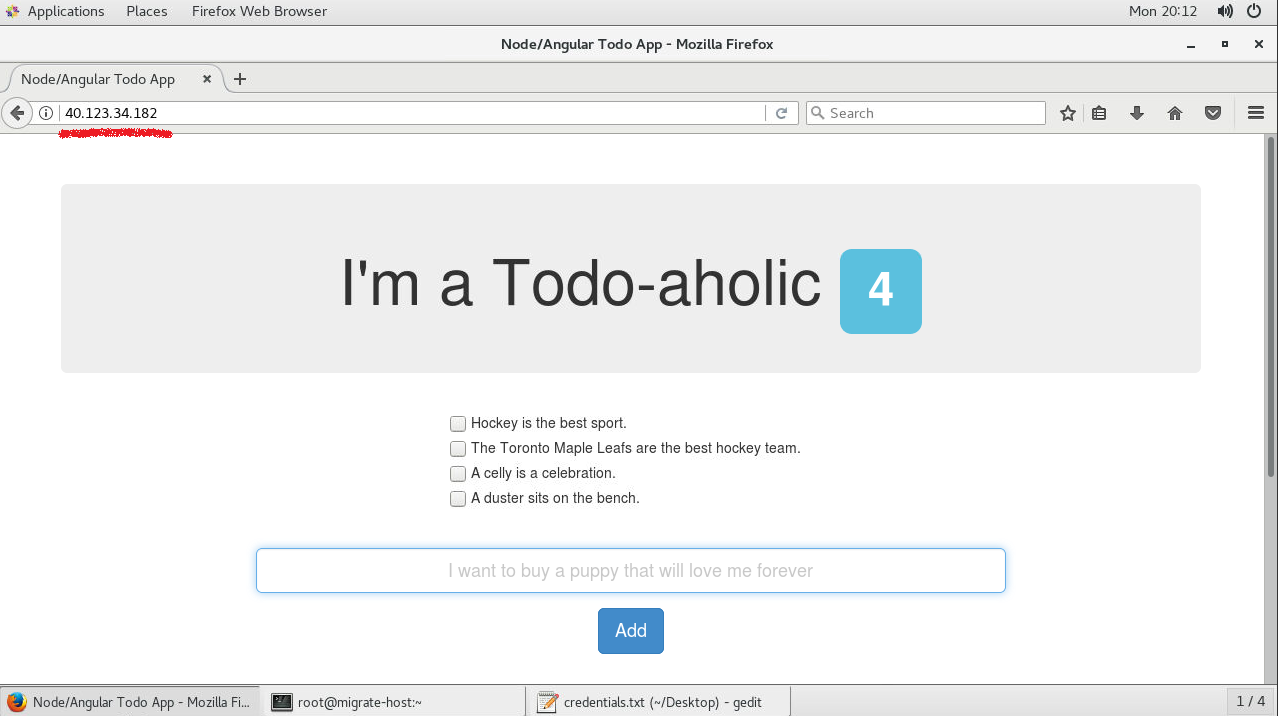 Applications Places Firefox Web Browser Mon 20:12
Node/Angular Todo App - Mozilla Firefox
Node/Angular Todo App
40.123.34.182 Search
I'm a Todo-aholic 4
Hockey is the best sport.
The Toronto Maple Leafs are the best hockey team.
A celly is a celebration.
A duster sits on the bench.
I want to buy a puppy that will love me forever
Add
Node/Angular Todo App - Mozilla Fi... root@migrate-host:~ credentials.txt (~/Desktop) - gedit 1 / 4